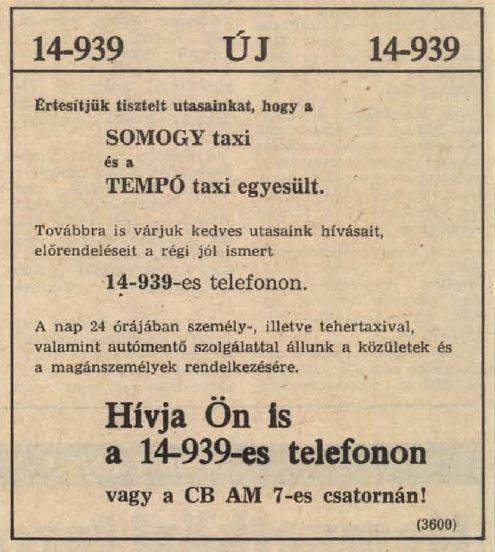 14-939 ÚJ 14-939
Értesítjük tisztelt utasainkat, hogy a
SOMOGY taxi
és a
TEMPÓ taxi egyesült.
Továbbra is várjuk kedves utasaink hívásait,
előrendeléseit a régi jól ismert
14-939-es telefonon.
A nap 24 órájában személy-, illetve tehertaxival,
valamint autómentő szolgálattal állunk a közületek és
a magánszemélyek rendelkezésére.
Hívja Ön is
a 14-939-es telefonon
vagy a CB AM 7-es csatornán!
(3600)